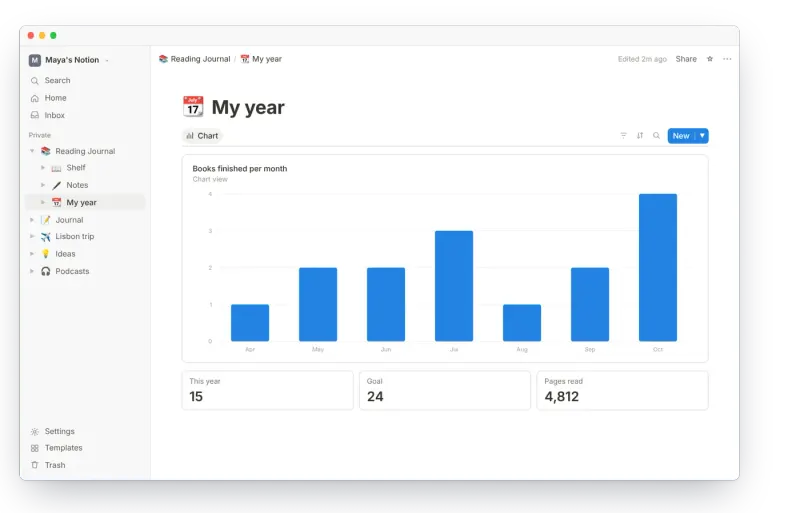 M Maya's Notion
Search
Home
Inbox
Private
Reading Journal
Shelf
Notes
My year
Journal
Lisbon trip
Ideas
Podcasts
Settings
Templates
Trash
Reading Journal / My year
Edited 2m ago Share
July 17 My year
Chart
New
Books finished per month
Chart view
4
3
2
1
0
Apr May Jun Jul Aug Sep Oct
This year
15
Goal
24
Pages read
4,812